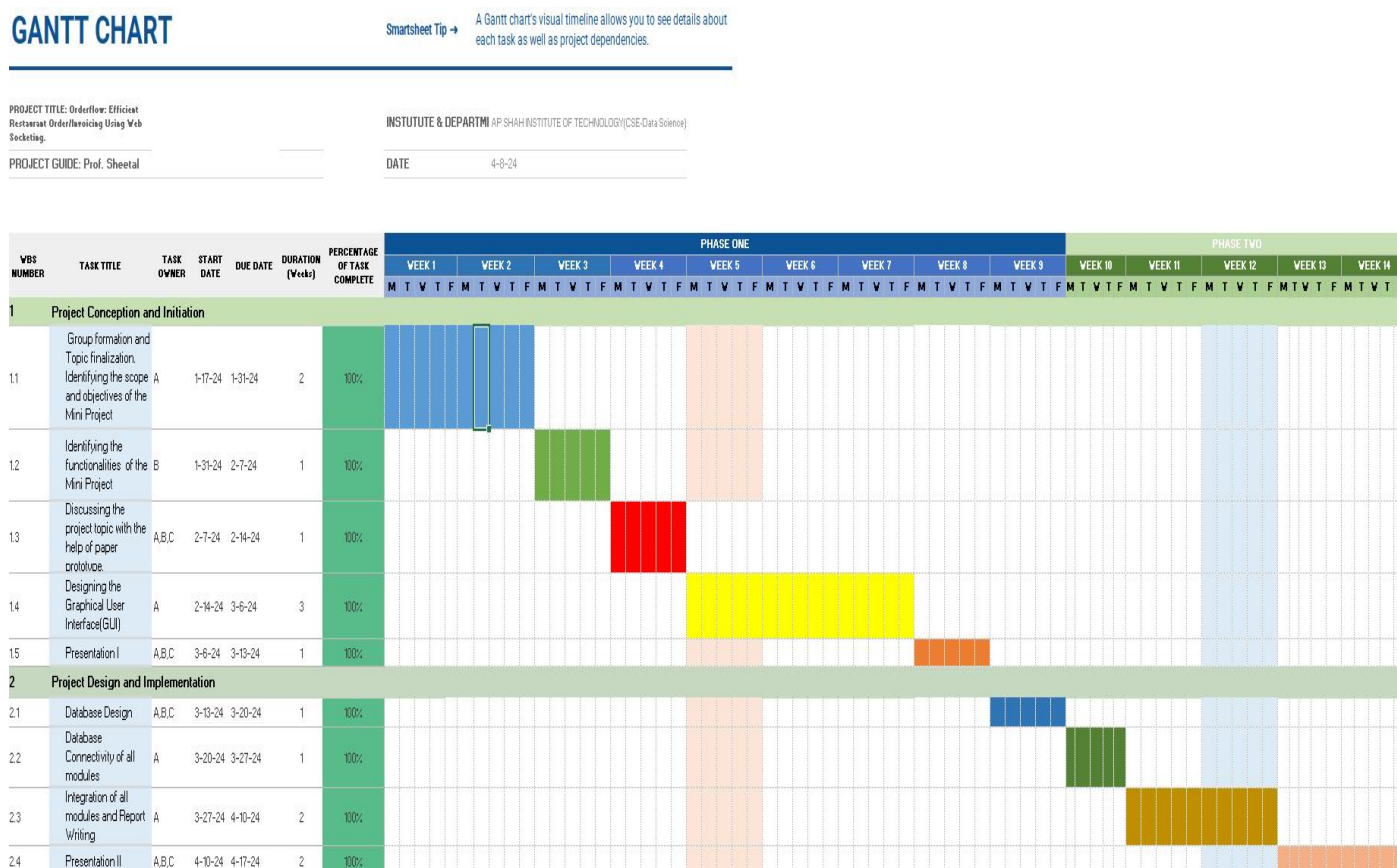 GANTT CHART
Smartsheet Tip ➜
A Gantt chart's visual timeline allows you to see details about
each task as well as project dependencies.
PROJECT TITLE: Orderflow: Efficient
Restaurant Order/Invoicing Using Web
Socketing.
INSTUTUTE & DEPARTMI AP SHAH INSTITUTE OF TECHNOLOGY(CSE-Data Science)
PROJECT GUIDE: Prof. Sheetal
DATE 4-8-24
WBS NUMBER TASK TITLE TASK OWNER START DATE DUE DATE DURATION (Weeks) PERCENTAGE OF TASK COMPLETE
PHASE ONE PHASE TWO
WEEK 1 WEEK 2 WEEK 3 WEEK 4 WEEK 5 WEEK 6 WEEK 7 WEEK 8 WEEK 9 WEEK 10 WEEK 11 WEEK 12 WEEK 13 WEEK 14
M T W T F M T W T F M T W T F M T W T F M T W T F M T W T F M T W T F M T W T F M T W T F M T W T F M T W T F M T W T F M T W T F M T W T
1 Project Conception and Initiation
Group formation and
Topic finalization.
1.1 Identifying the scope A 1-17-24 1-31-24 2 100%
and objectives of the
Mini Project
Identifying the
1.2 functionalities of the B 1-31-24 2-7-24 1 100%
Mini Project
Discussing the
1.3 project topic with the A,B,C 2-7-24 2-14-24 1 100%
help of paper
prototype.
Designing the
1.4 Graphical User A 2-14-24 3-6-24 3 100%
Interface(GUI)
1.5 Presentation I A,B,C 3-6-24 3-13-24 1 100%
2 Project Design and Implementation
2.1 Database Design A,B,C 3-13-24 3-20-24 1 100%
Database
2.2 Connectivity of all A 3-20-24 3-27-24 1 100%
modules
Integration of all
2.3 modules and Report A 3-27-24 4-10-24 2 100%
Writing
2.4 Presentation II A,B,C 4-10-24 4-17-24 2 100%